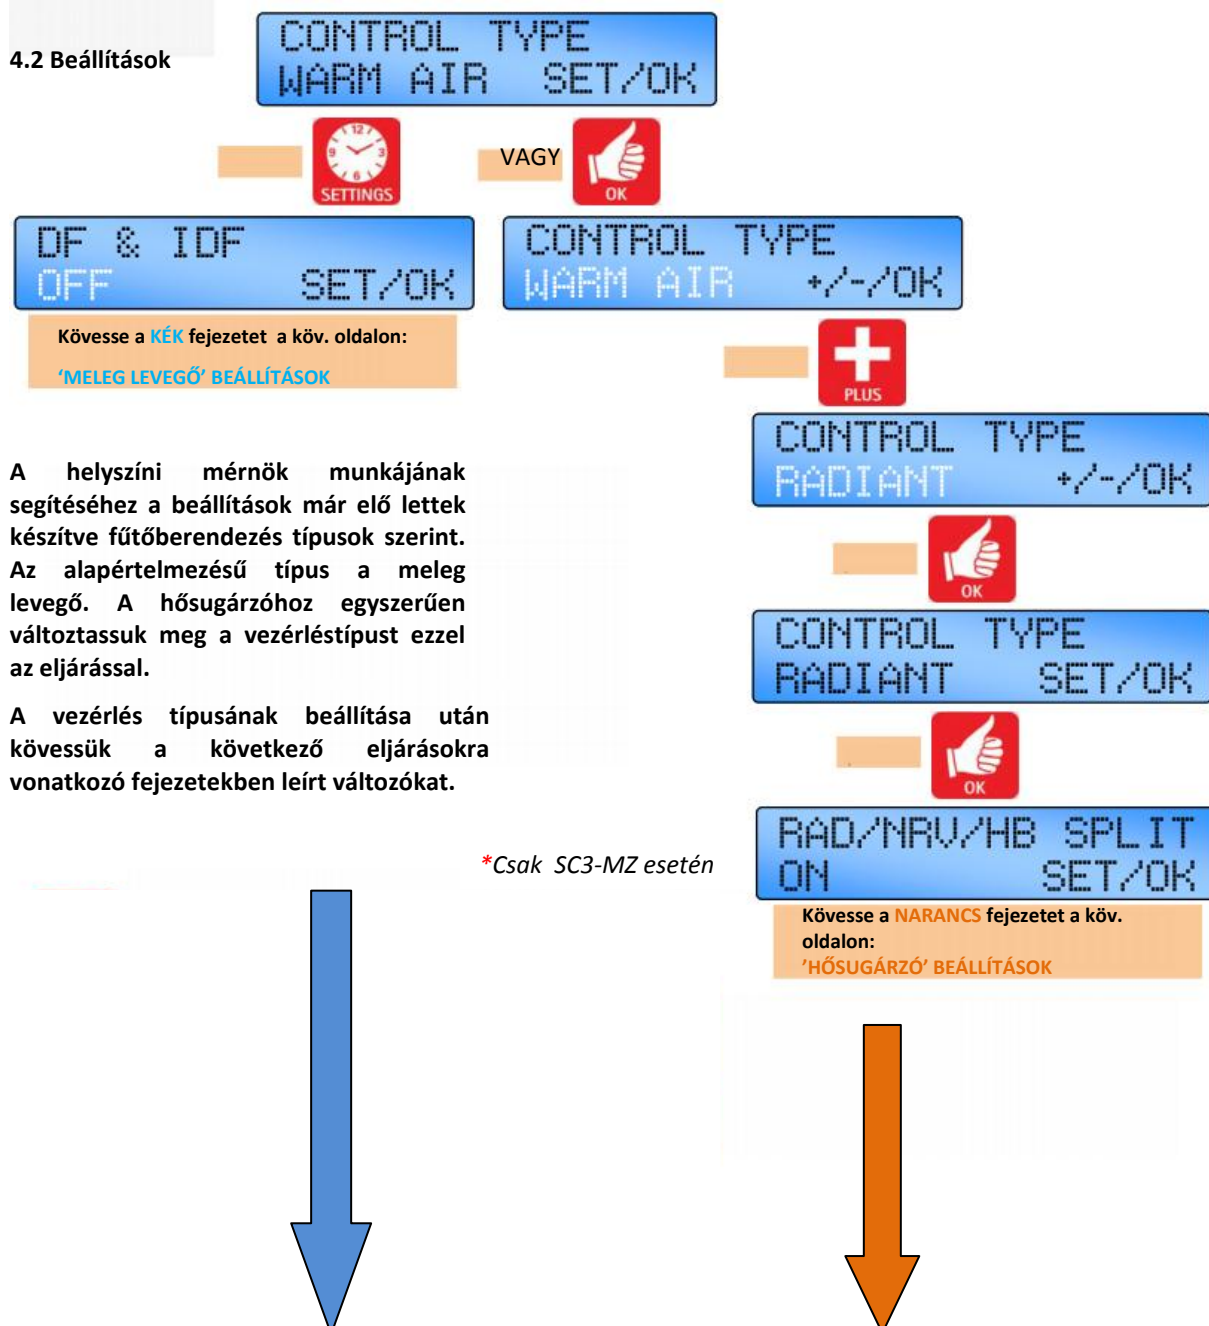 4.2 Beállítások
CONTROL TYPE
WARM AIR SET/OK
SETTINGS
VAGY
OK
DF & IDF
OFF SET/OK
CONTROL TYPE
WARM AIR +/-/OK
Kövesse a KÉK fejezetet a köv. oldalon:
‘MELEG LEVEGŐ’ BEÁLLÍTÁSOK
PLUS
CONTROL TYPE
RADIANT +/-/OK
A helyszíni mérnök munkájának
segítéséhez a beállítások már elő lettek
készítve fűtőberendezés típusok szerint.
Az alapértelmezésű típus a meleg
levegő. A hősugárzóhoz egyszerűen
változtassuk meg a vezérléstípust ezzel
az eljárással.
OK
CONTROL TYPE
RADIANT SET/OK
A vezérlés típusának beállítása után
kövessük a következő eljárásokra
vonatkozó fejezetekben leírt változókat.
OK
RAD/NRV/HB SPLIT
ON SET/OK
*Csak SC3-MZ esetén
Kövesse a NARANCS fejezetet a köv.
oldalon:
’HŐSUGÁRZÓ’ BEÁLLÍTÁSOK